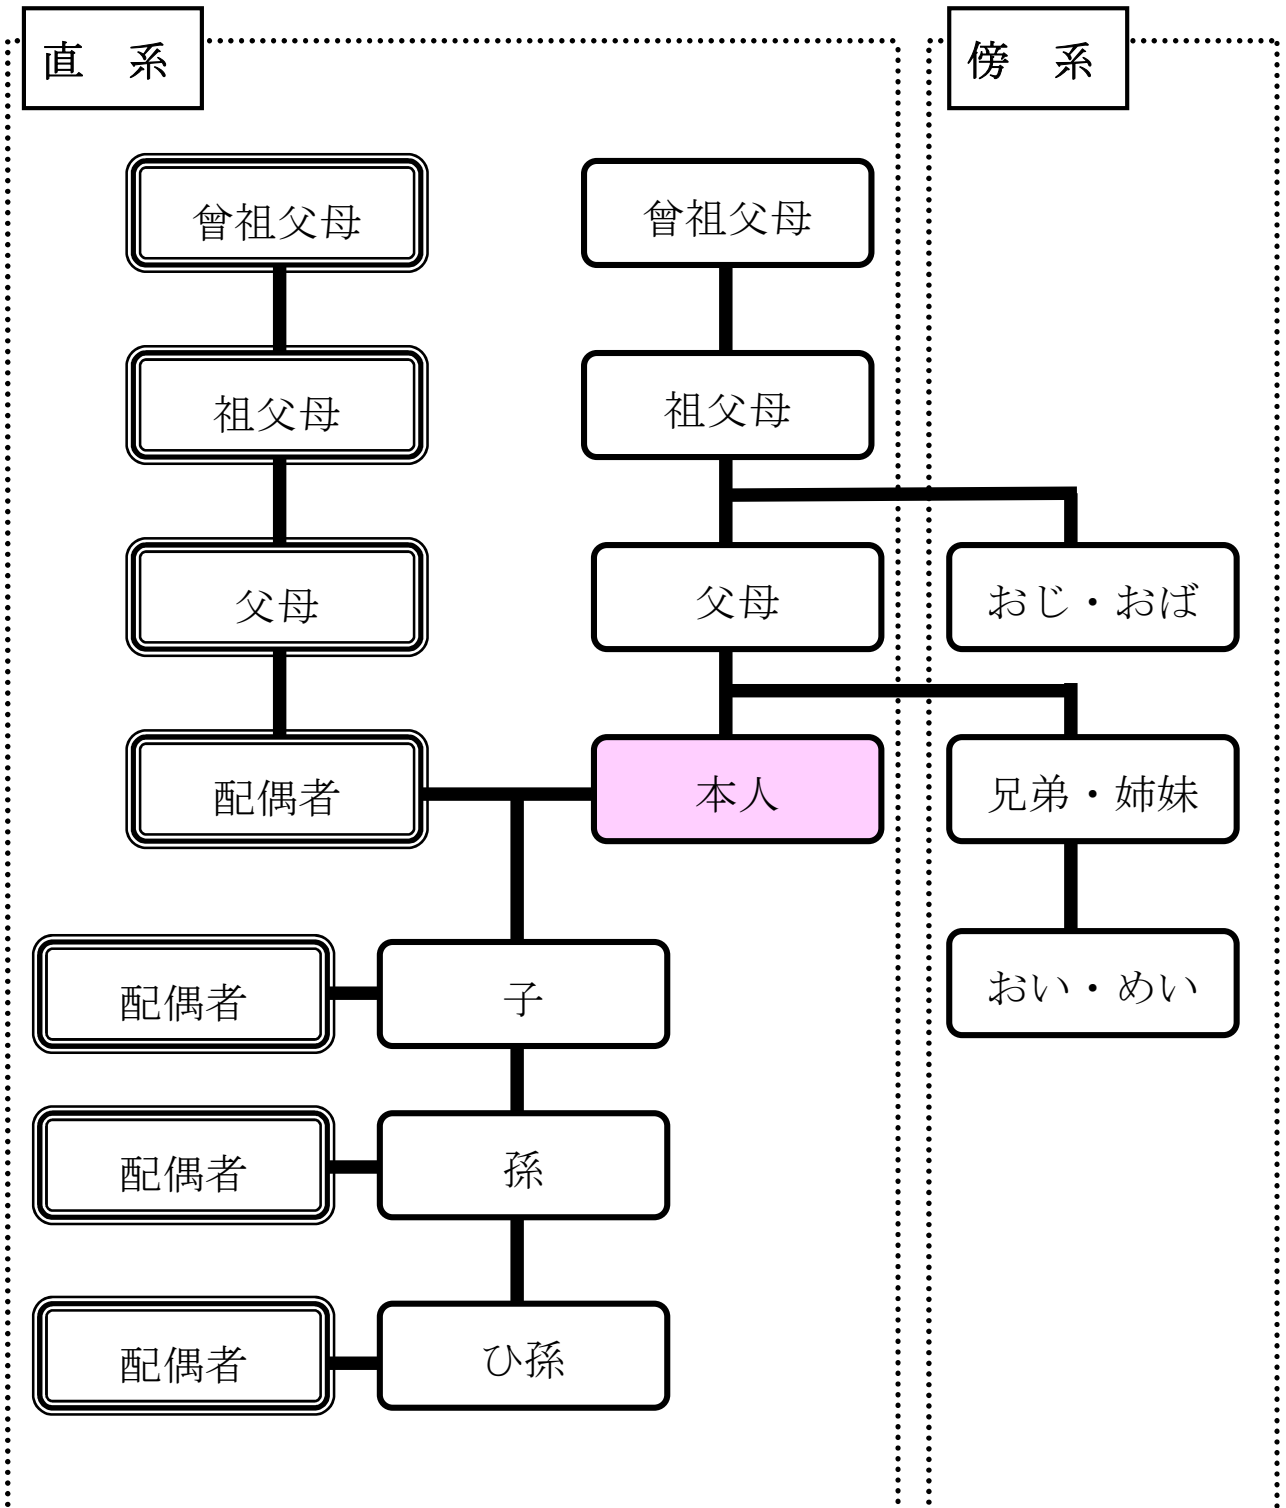 直 系
傍 系
曾祖父母
曾祖父母
祖父母
祖父母
父母
父母
おじ・おば
配偶者
本人
兄弟・姉妹
配偶者
子
おい・めい
配偶者
孫
配偶者
ひ孫